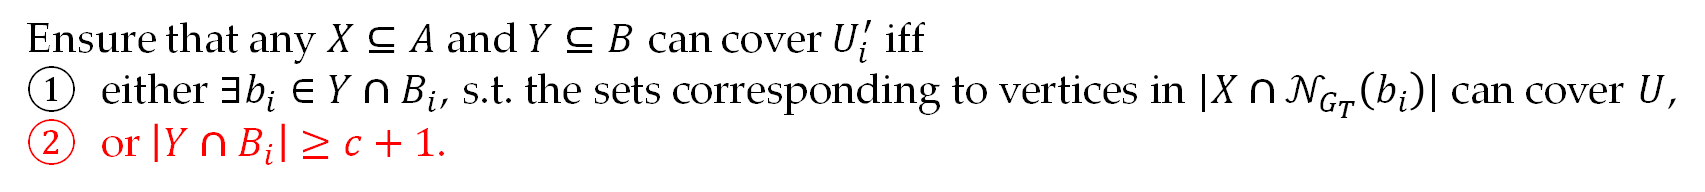 Ensure that any X ⊆ A and Y ⊆ B can cover U′ᵢ iff
① either ∃bᵢ ∈ Y ∩ Bᵢ, s.t. the sets corresponding to vertices in |X ∩ 𝒩_{G_T}(bᵢ)| can cover U,
② or |Y ∩ Bᵢ| ≥ c + 1.